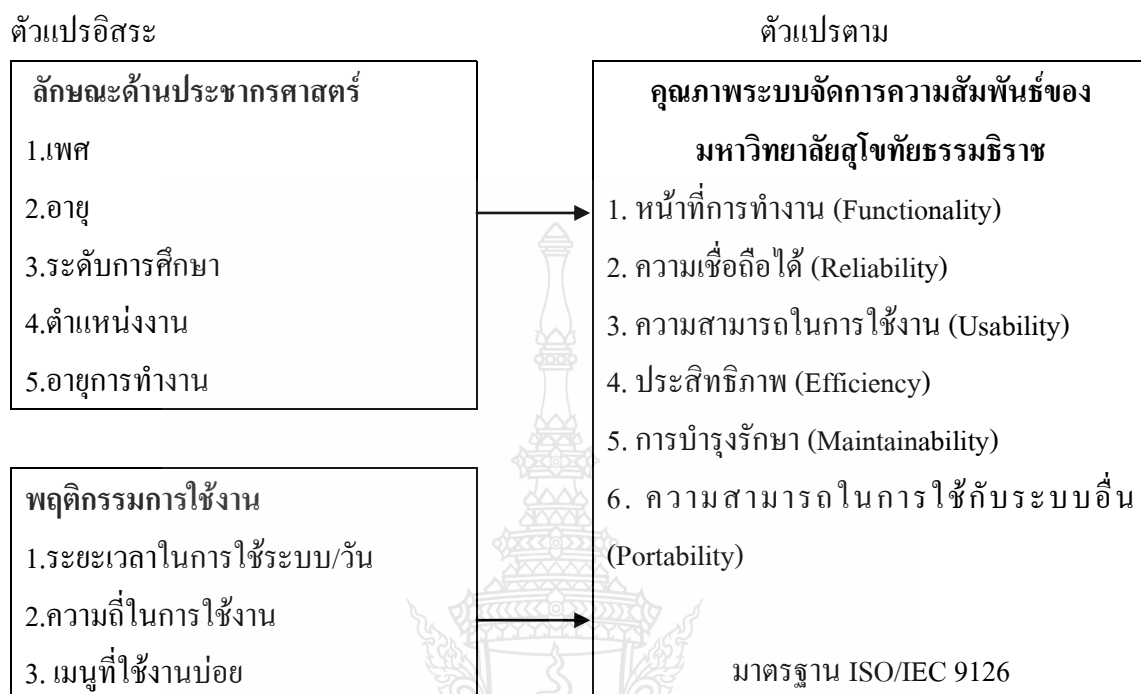 ตัวแปรอิสระ
ตัวแปรตาม
ลักษณะด้านประชากรศาสตร์
1.เพศ
2.อายุ
3.ระดับการศึกษา
4.ตำแหน่งงาน
5.อายุการทำงาน
พฤติกรรมการใช้งาน
1.ระยะเวลาในการใช้ระบบ/วัน
2.ความถี่ในการใช้งาน
3. เมนูที่ใช้งานบ่อย
คุณภาพระบบจัดการความสัมพันธ์ของ
มหาวิทยาลัยสุโขทัยธรรมธิราช
1. หน้าที่การทำงาน (Functionality)
2. ความเชื่อถือได้ (Reliability)
3. ความสามารถในการใช้งาน (Usability)
4. ประสิทธิภาพ (Efficiency)
5. การบำรุงรักษา (Maintainability)
6. ความสามารถในการใช้กับระบบอื่น
(Portability)
มาตรฐาน ISO/IEC 9126